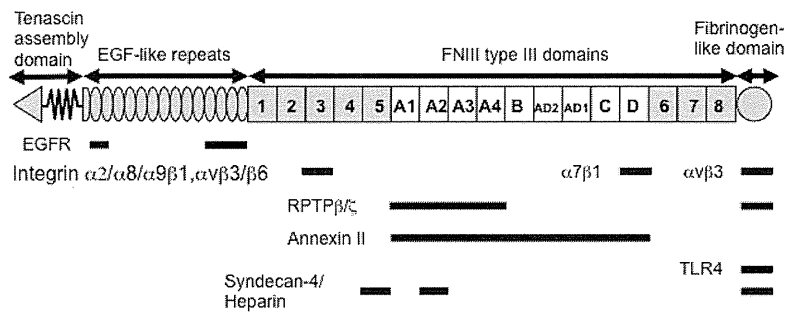 Tenascin
assembly
domain
EGF-like repeats
FNIII type III domains
Fibrinogen-
like domain
1 2 3 4 5 A1 A2 A3 A4 B AD2 AD1 C D 6 7 8
EGFR
Integrin α2/α8/α9β1,αvβ3/β6
α7β1
αvβ3
RPTPβ/ζ
Annexin II
TLR4
Syndecan-4/
Heparin